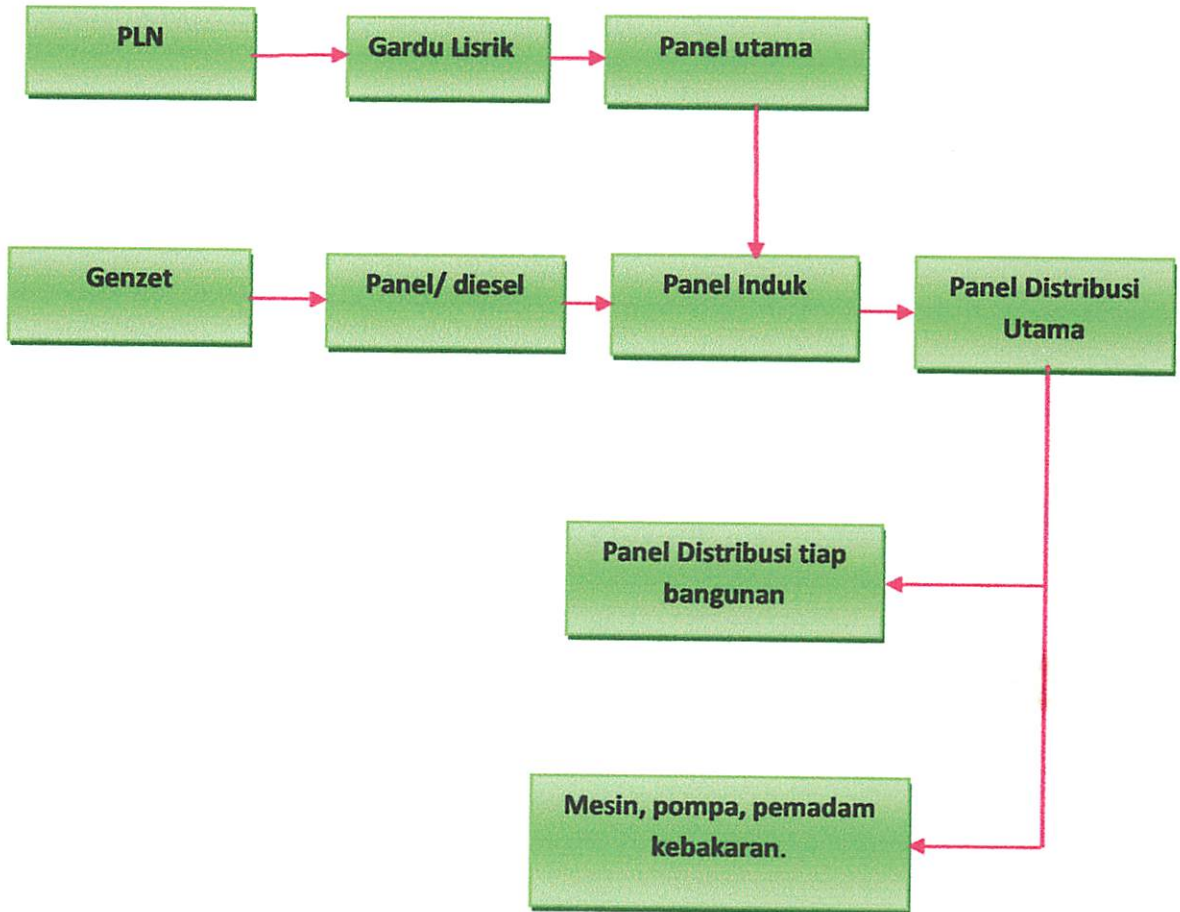 PLN
Gardu Lisrik
Panel utama
Genzet
Panel/ diesel
Panel Induk
Panel Distribusi
Utama
Panel Distribusi tiap
bangunan
Mesin, pompa, pemadam
kebakaran.